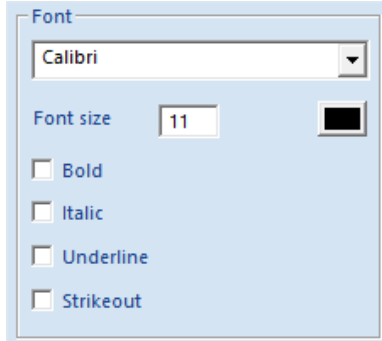 Font
Calibri
Font size 11
Bold
Italic
Underline
Strikeout